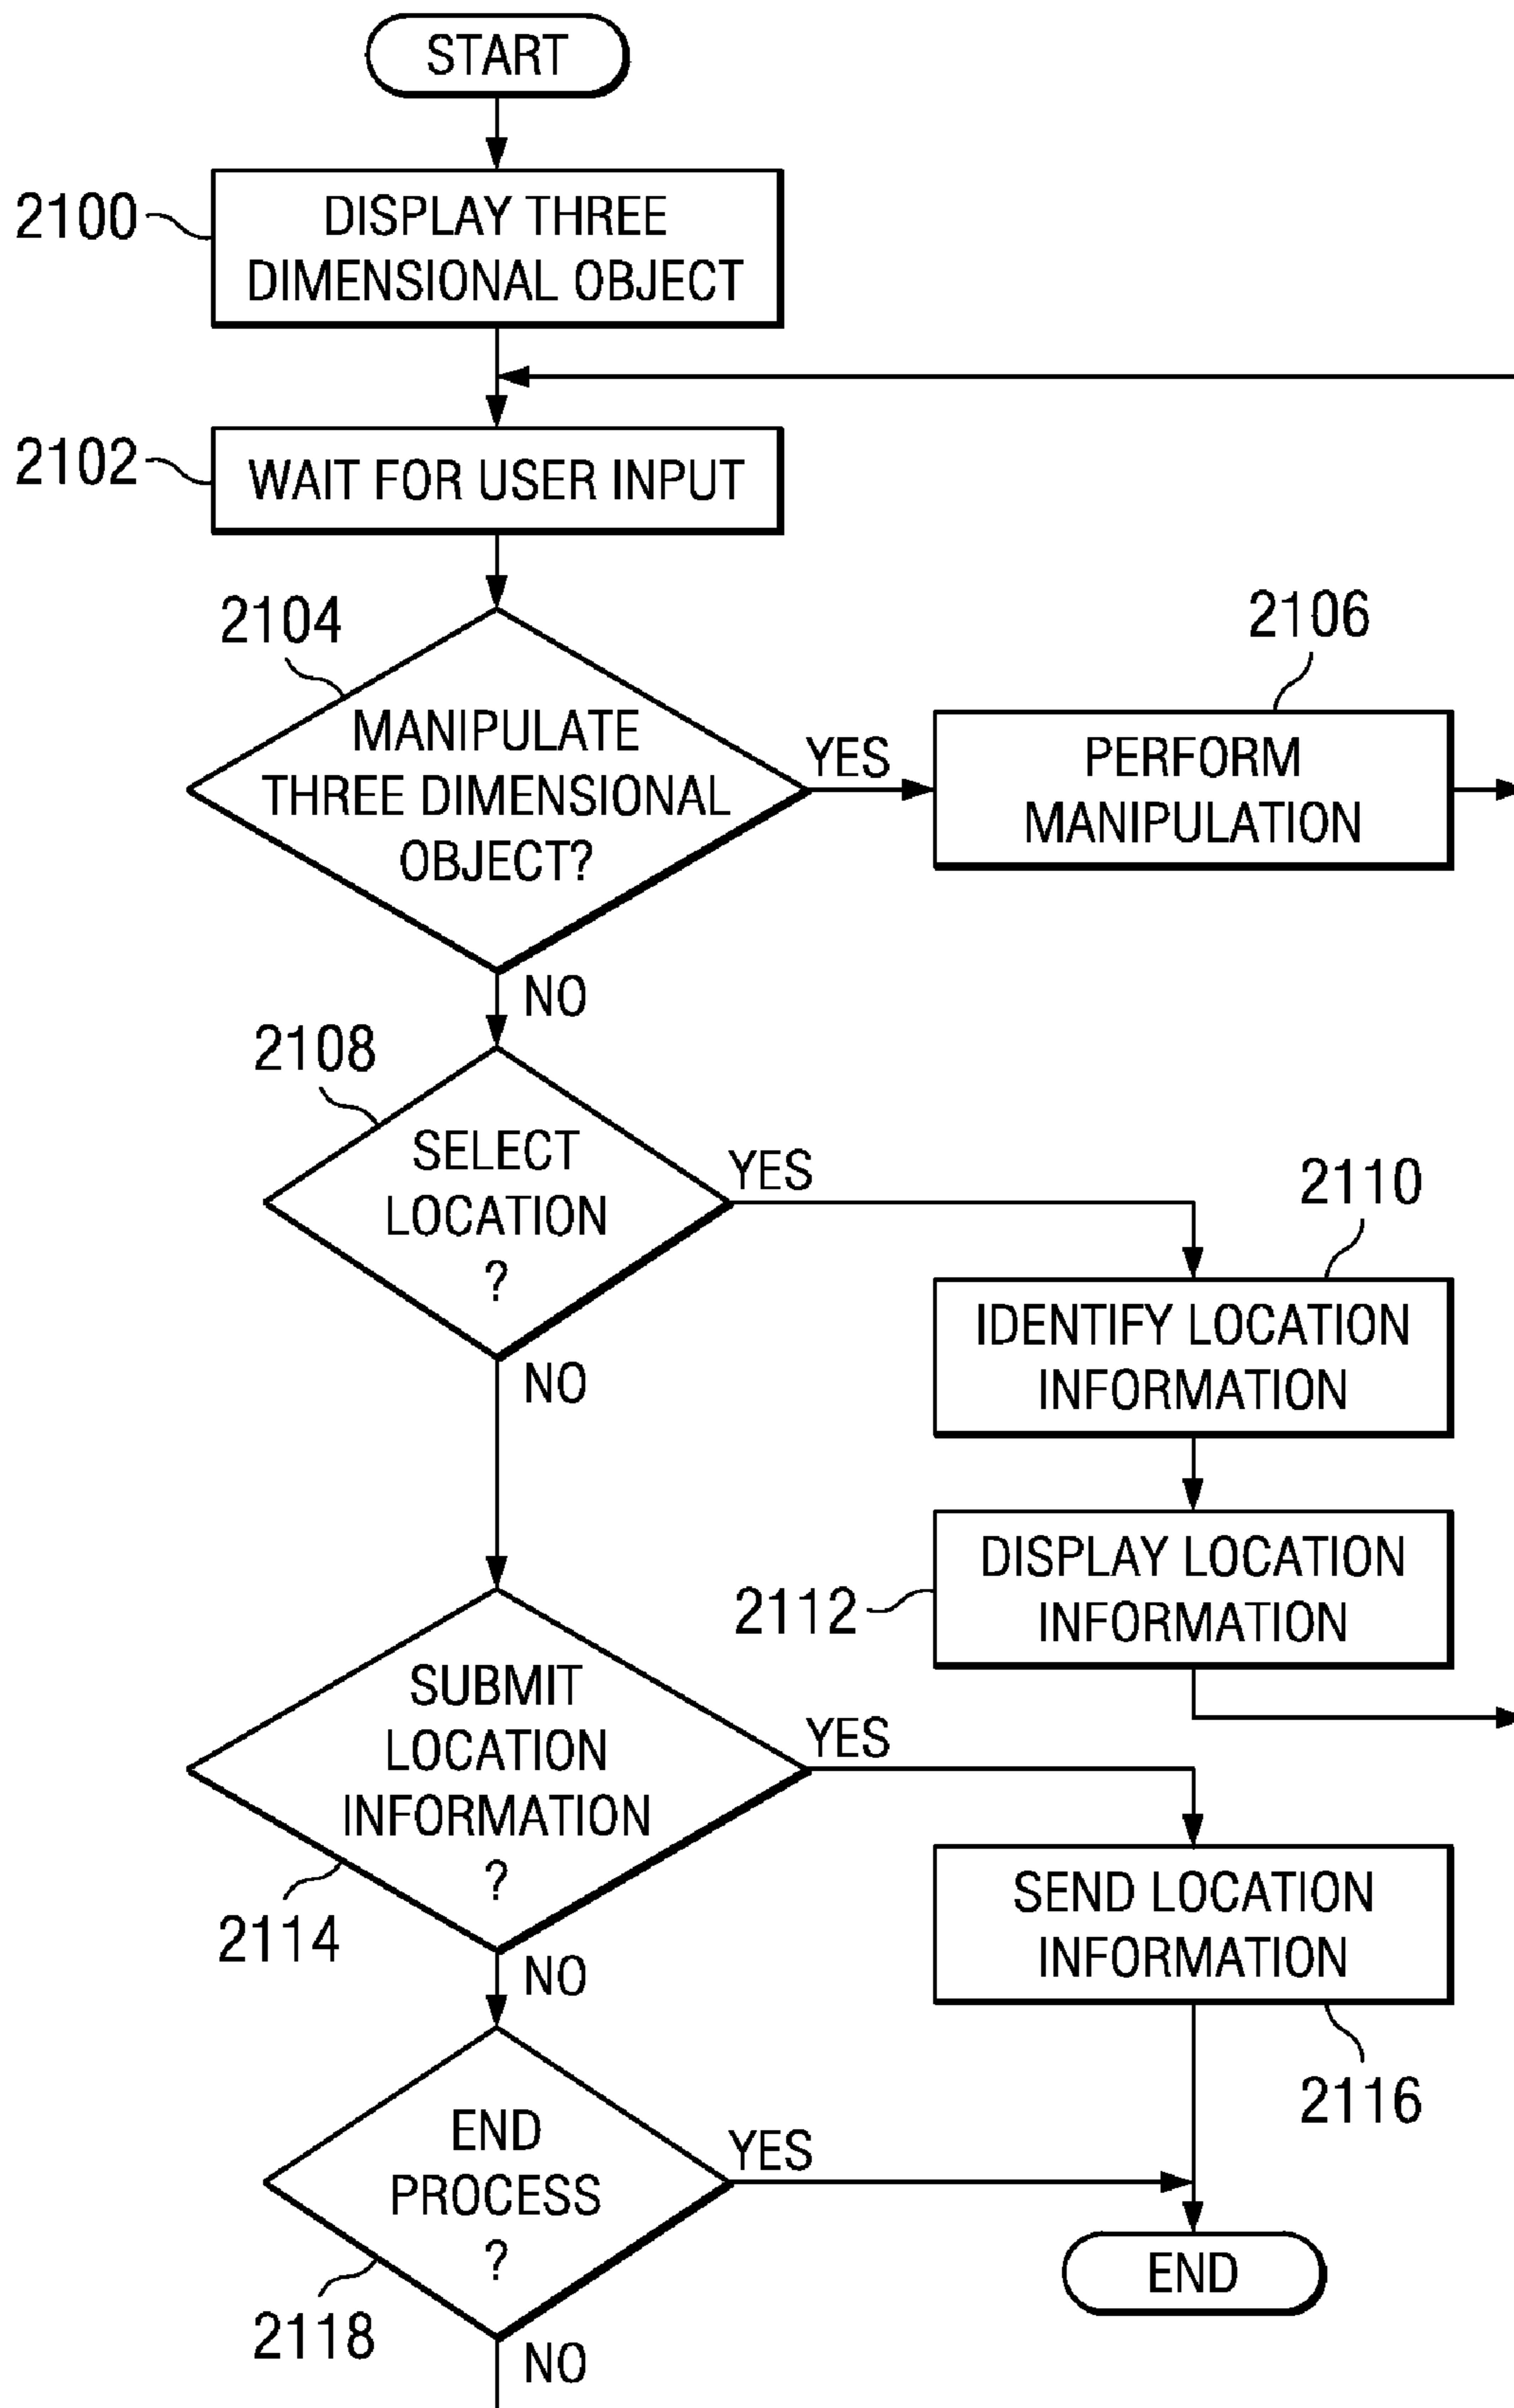 START
2100
DISPLAY THREE
DIMENSIONAL OBJECT
2102
WAIT FOR USER INPUT
2104
MANIPULATE
THREE DIMENSIONAL
OBJECT?
YES
2106
PERFORM
MANIPULATION
NO
2108
SELECT
LOCATION
?
YES
2110
IDENTIFY LOCATION
INFORMATION
NO
2112
DISPLAY LOCATION
INFORMATION
SUBMIT
LOCATION
INFORMATION
?
2114
YES
SEND LOCATION
INFORMATION
2116
NO
END
PROCESS
?
2118
YES
END
NO